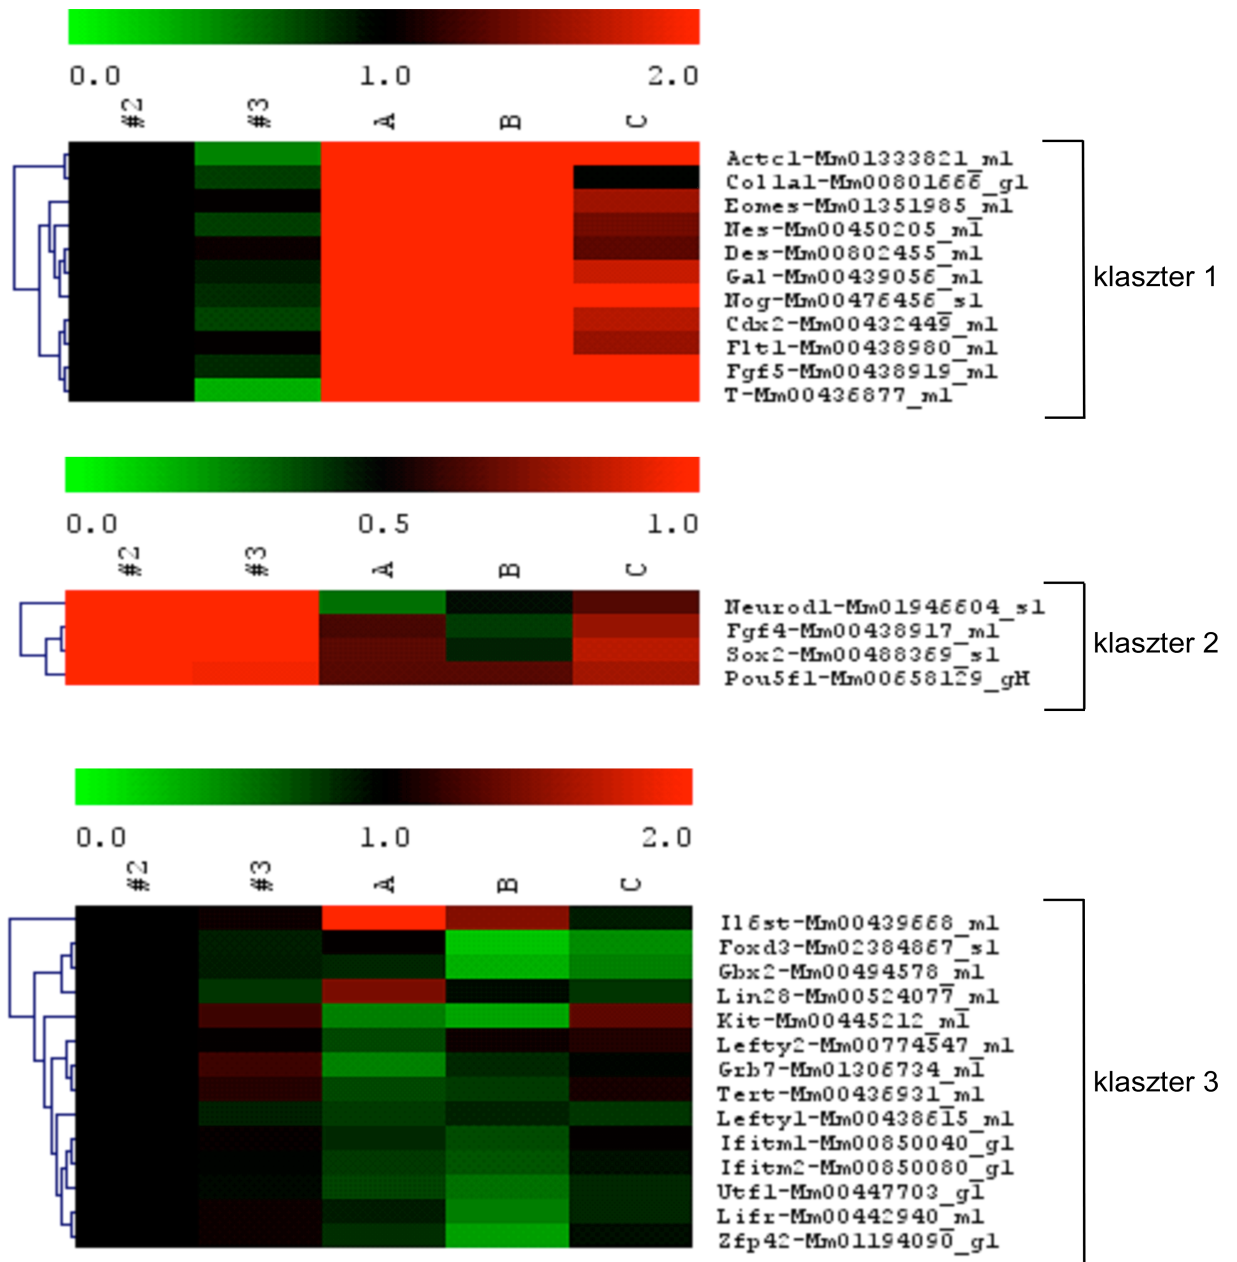 0.0 1.0 2.0
#2 #3 A B C
Actc1-Mm01333821_m1
Col1a1-Mm00801666_g1
Eomes-Mm01351985_m1
Nes-Mm00450205_m1
Des-Mm00802455_m1
Gal-Mm00439056_m1
Nog-Mm00476456_s1
Cdx2-Mm00432449_m1
Flt1-Mm00438980_m1
Fgf5-Mm00438919_m1
T-Mm00436877_m1
klaszter 1
0.0 0.5 1.0
#2 #3 A B C
Neurod1-Mm01946604_s1
Fgf4-Mm00438917_m1
Sox2-Mm00488369_s1
Pou5f1-Mm00658129_gH
klaszter 2
0.0 1.0 2.0
#2 #3 A B C
Il6st-Mm00439668_m1
Foxd3-Mm02384867_s1
Gbx2-Mm00494578_m1
Lin28-Mm00524077_m1
Kit-Mm00445212_m1
Lefty2-Mm00774547_m1
Grb7-Mm01306734_m1
Tert-Mm00436931_m1
Lefty1-Mm00438615_m1
Ifitm1-Mm00850040_g1
Ifitm2-Mm00850080_g1
Utf1-Mm00447703_g1
Lifr-Mm00442940_m1
Zfp42-Mm01194090_g1
klaszter 3